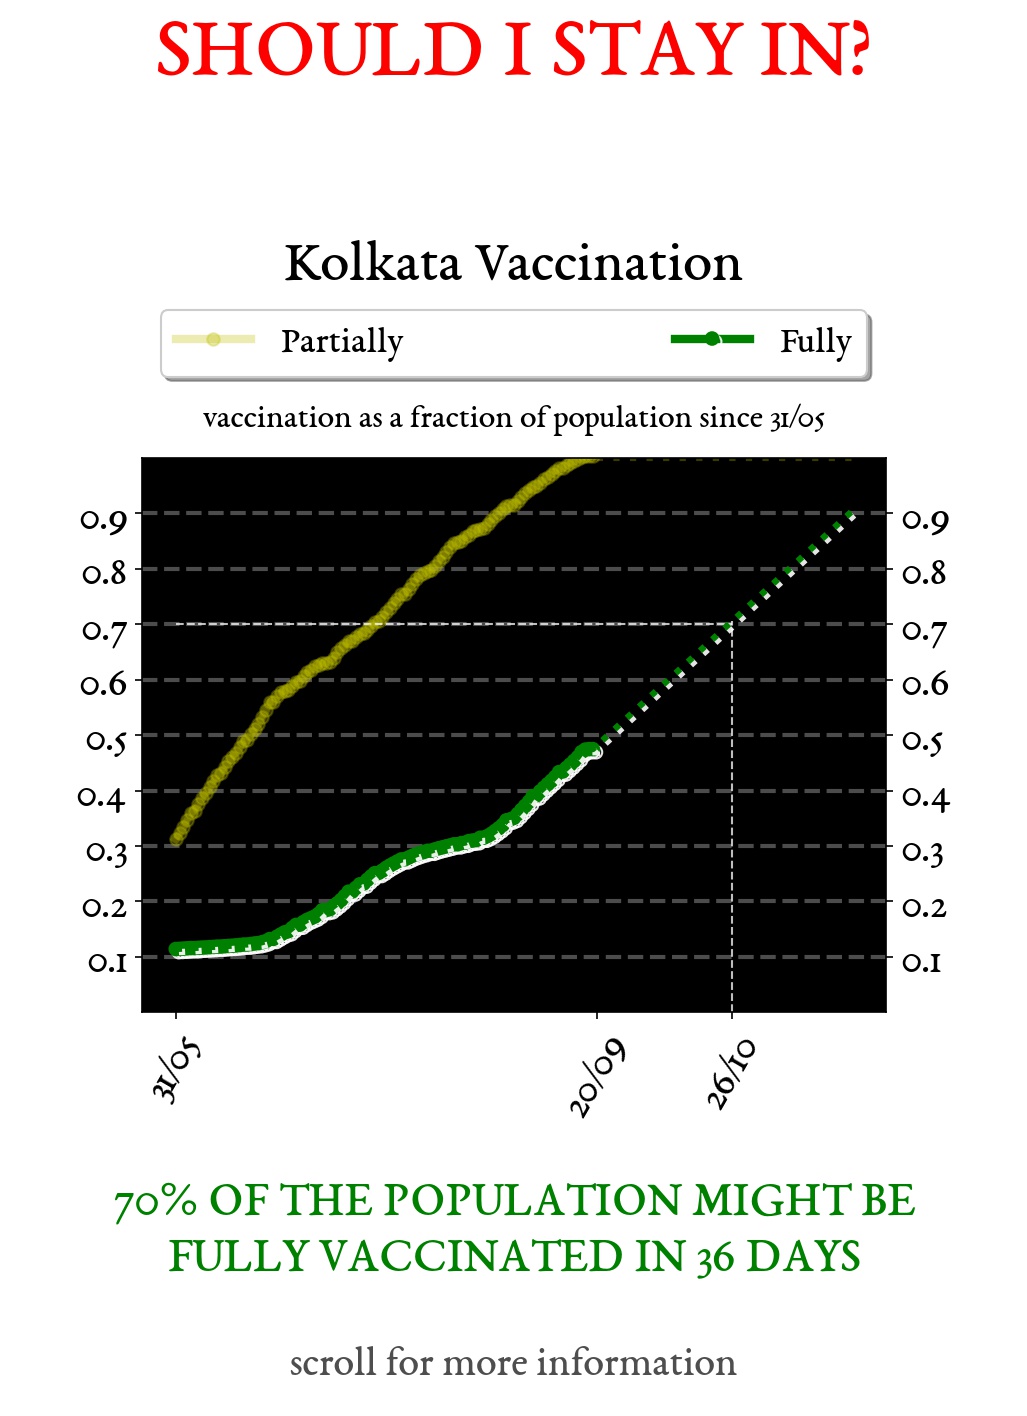 SHOULD I STAY IN?
Kolkata Vaccination
Partially Fully
vaccination as a fraction of population since 31/05
0.9 0.9
0.8 0.8
0.7 0.7
0.6 0.6
0.5 0.5
0.4 0.4
0.3 0.3
0.2 0.2
0.1 0.1
31/05 20/09 26/10
70% OF THE POPULATION MIGHT BE
FULLY VACCINATED IN 36 DAYS
scroll for more information